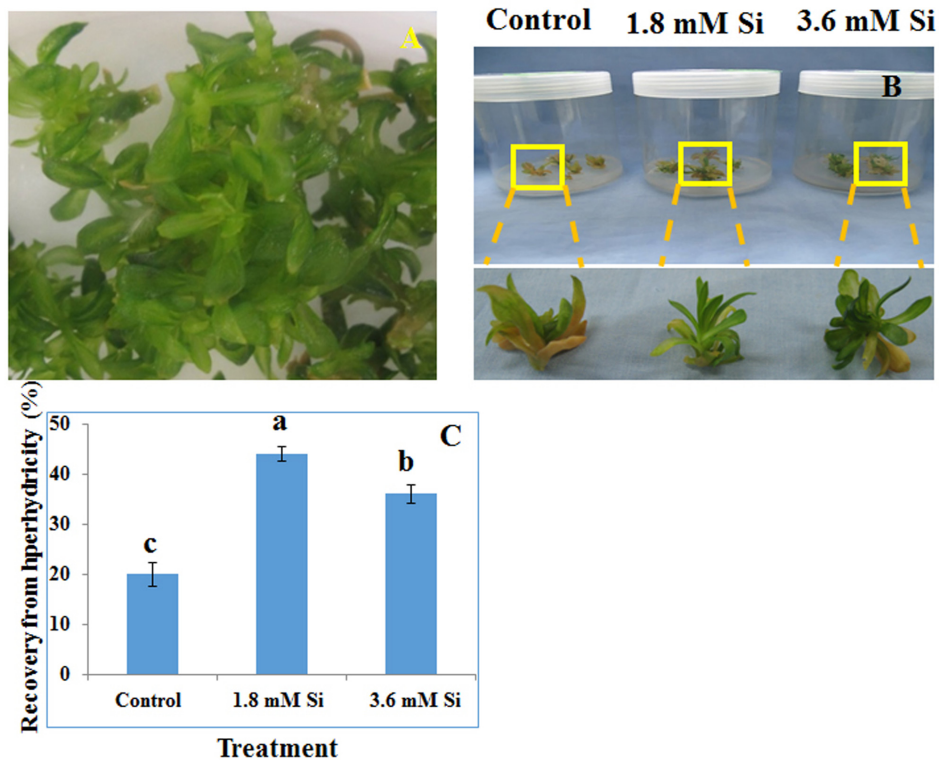 Control 1.8 mM Si 3.6 mM Si
A
B
Recovery from hperhydricity (%)
C
50
40
30
20
10
0
c
a
b
Control 1.8 mM Si 3.6 mM Si
Treatment